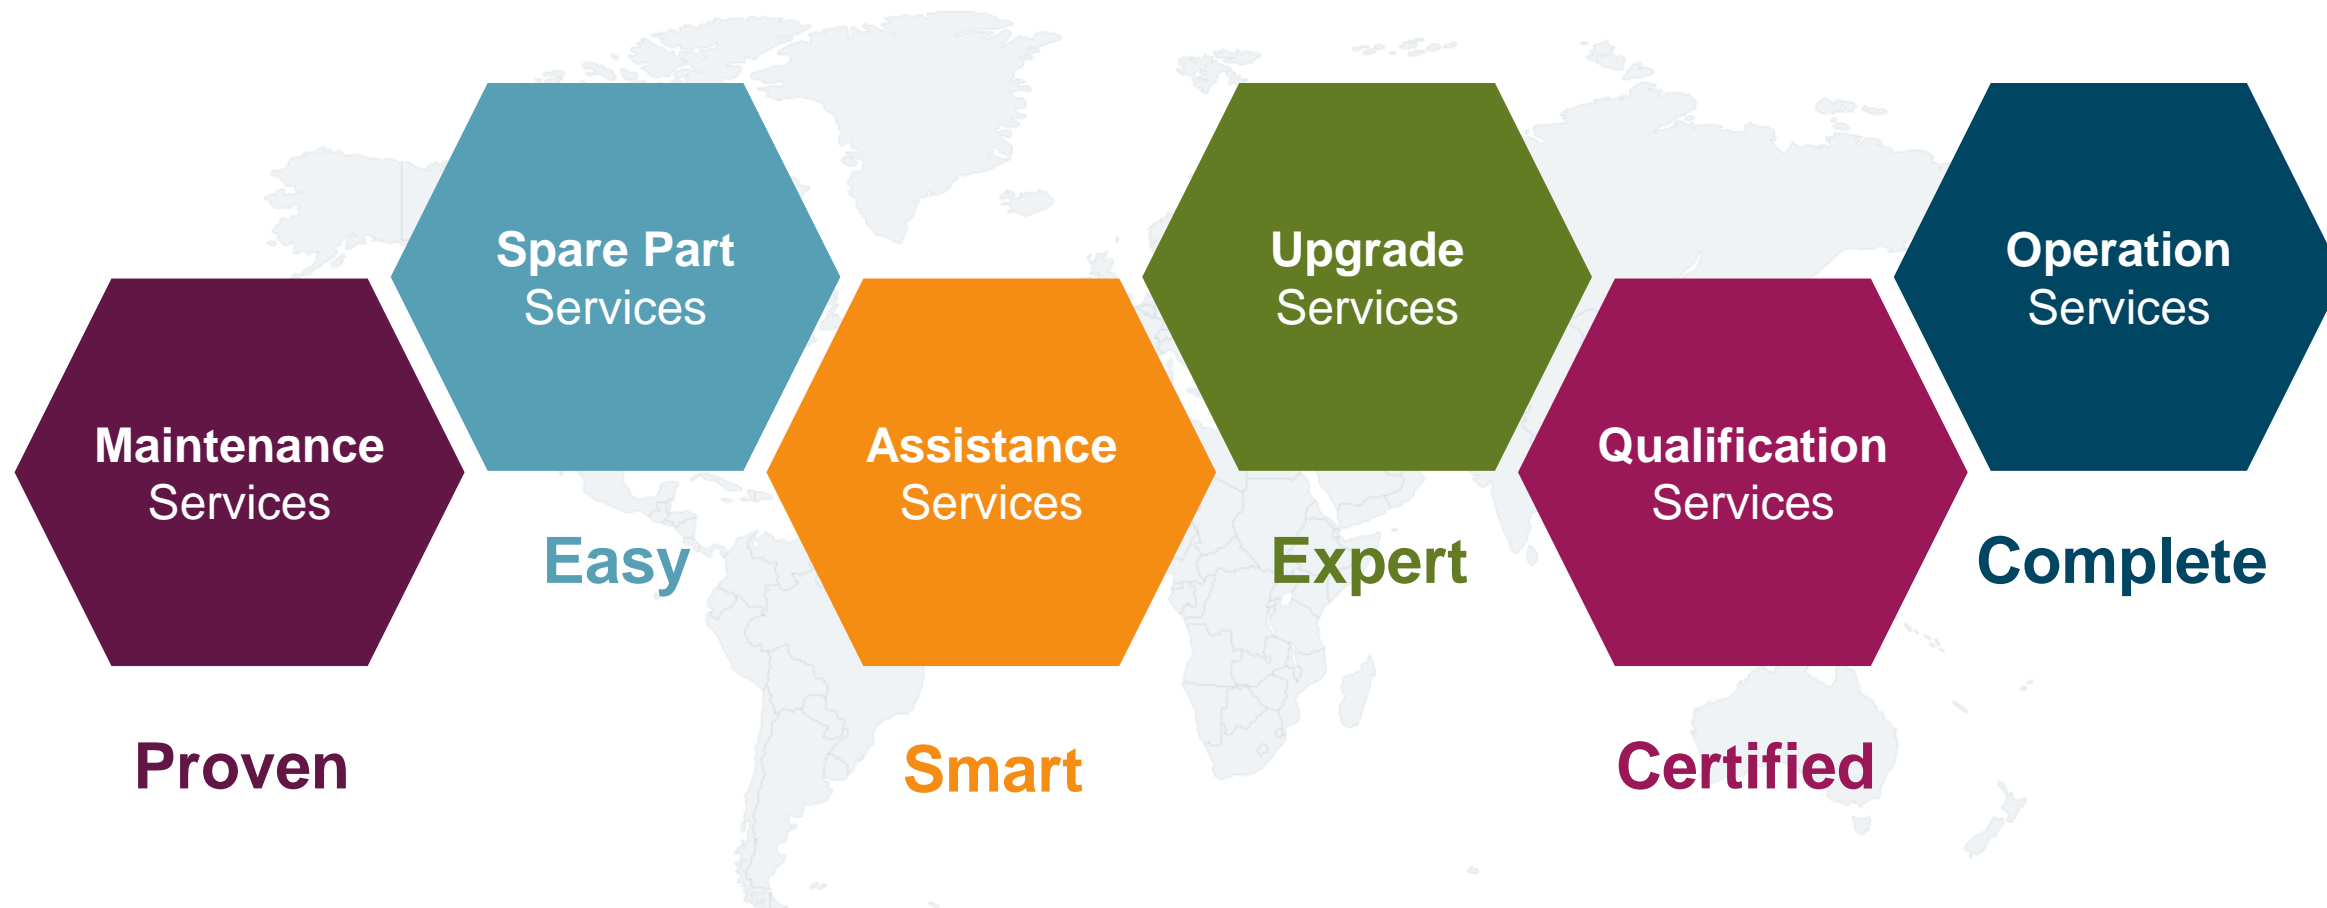 Maintenance
Services
Proven
Spare Part
Services
Easy
Assistance
Services
Smart
Upgrade
Services
Expert
Qualification
Services
Certified
Operation
Services
Complete